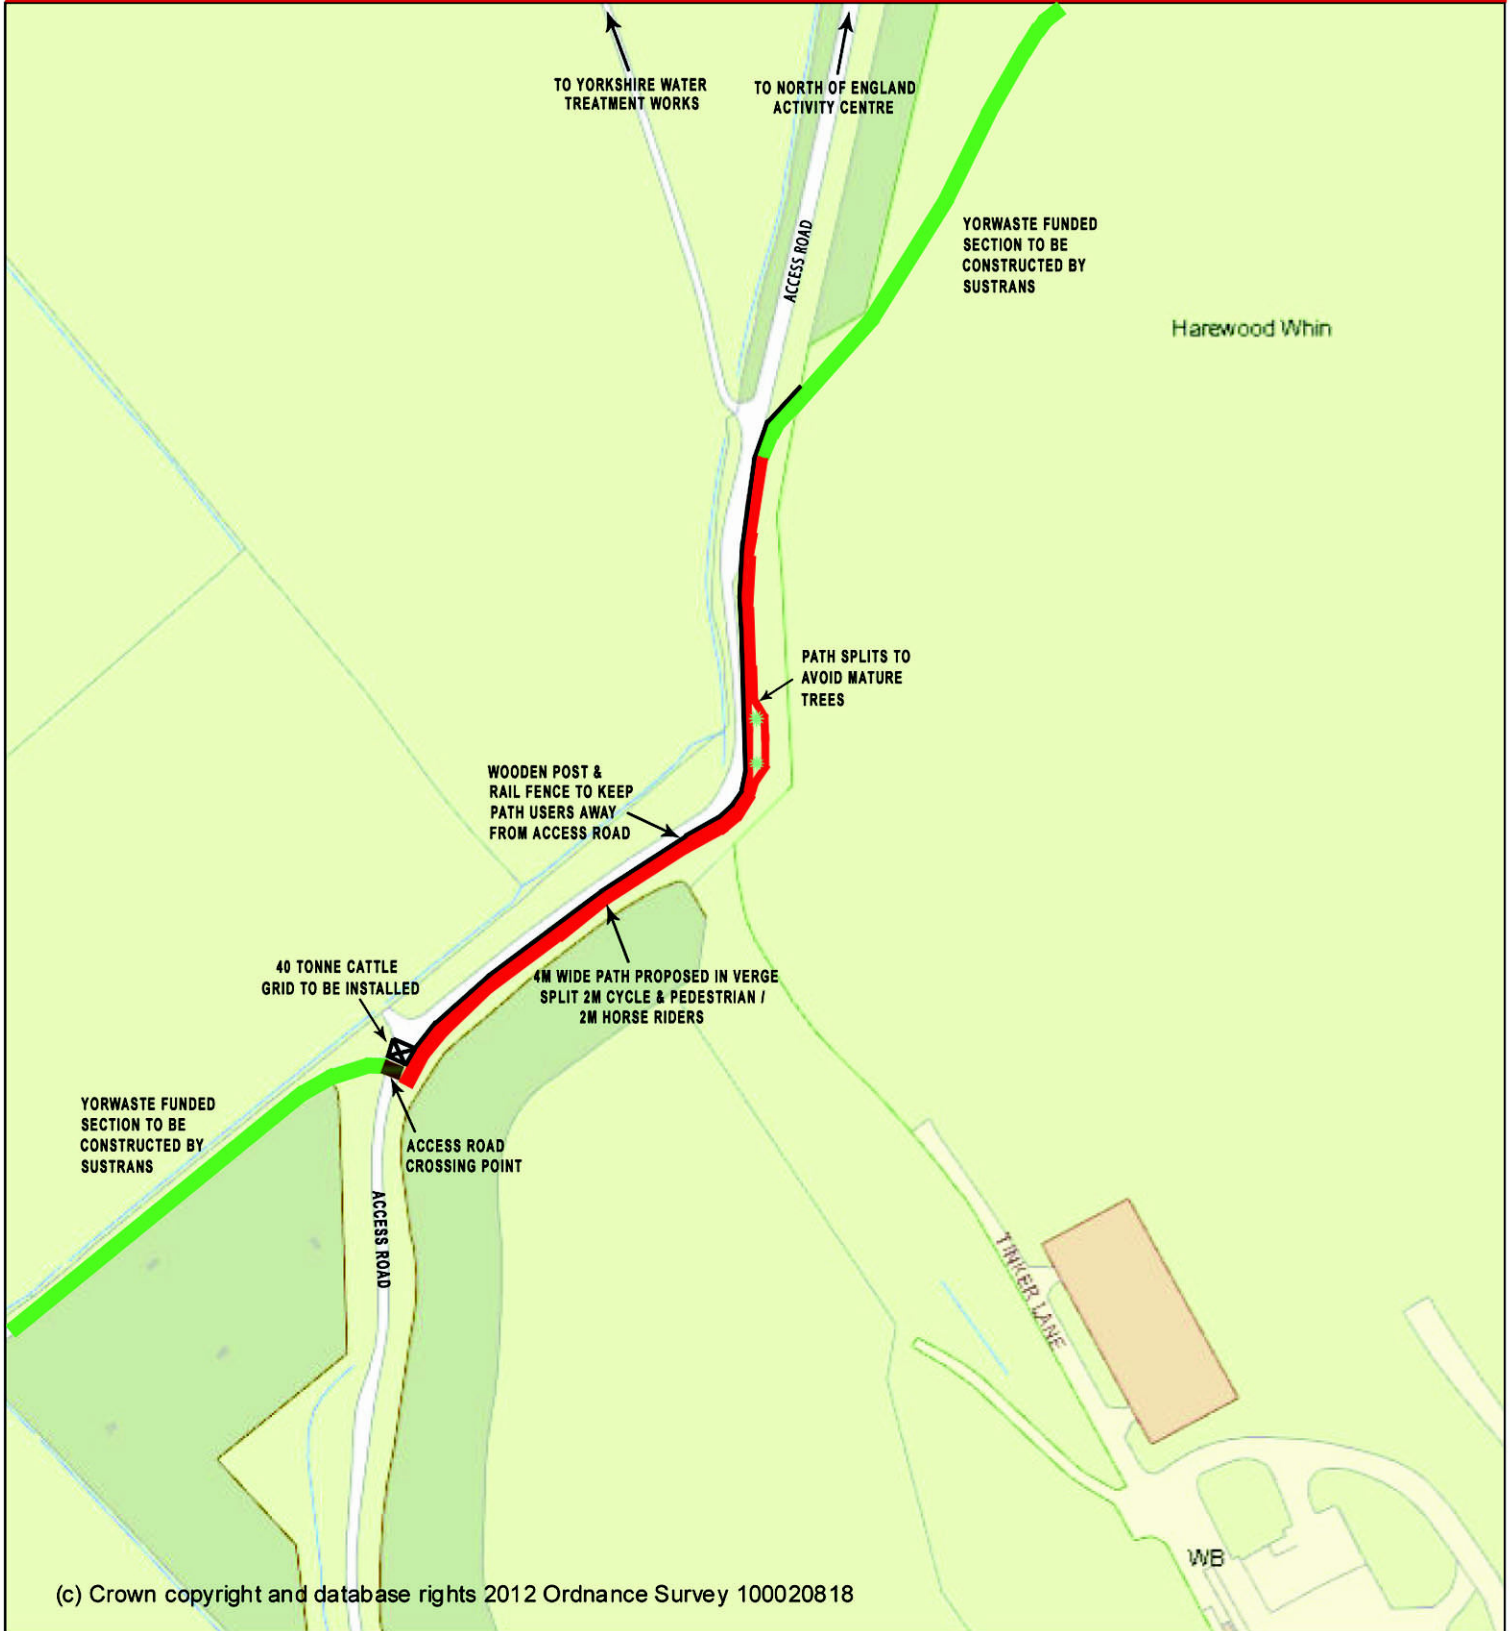 TO YORKSHIRE WATER
TREATMENT WORKS
TO NORTH OF ENGLAND
ACTIVITY CENTRE
ACCESS ROAD
YORWASTE FUNDED
SECTION TO BE
CONSTRUCTED BY
SUSTRANS
Harewood Whin
PATH SPLITS TO
AVOID MATURE
TREES
WOODEN POST &
RAIL FENCE TO KEEP
PATH USERS AWAY
FROM ACCESS ROAD
40 TONNE CATTLE
GRID TO BE INSTALLED
4M WIDE PATH PROPOSED IN VERGE
SPLIT 2M CYCLE & PEDESTRIAN /
2M HORSE RIDERS
YORWASTE FUNDED
SECTION TO BE
CONSTRUCTED BY
SUSTRANS
ACCESS ROAD
CROSSING POINT
ACCESS ROAD
TINKER LANE
WB
(c) Crown copyright and database rights 2012 Ordnance Survey 100020818